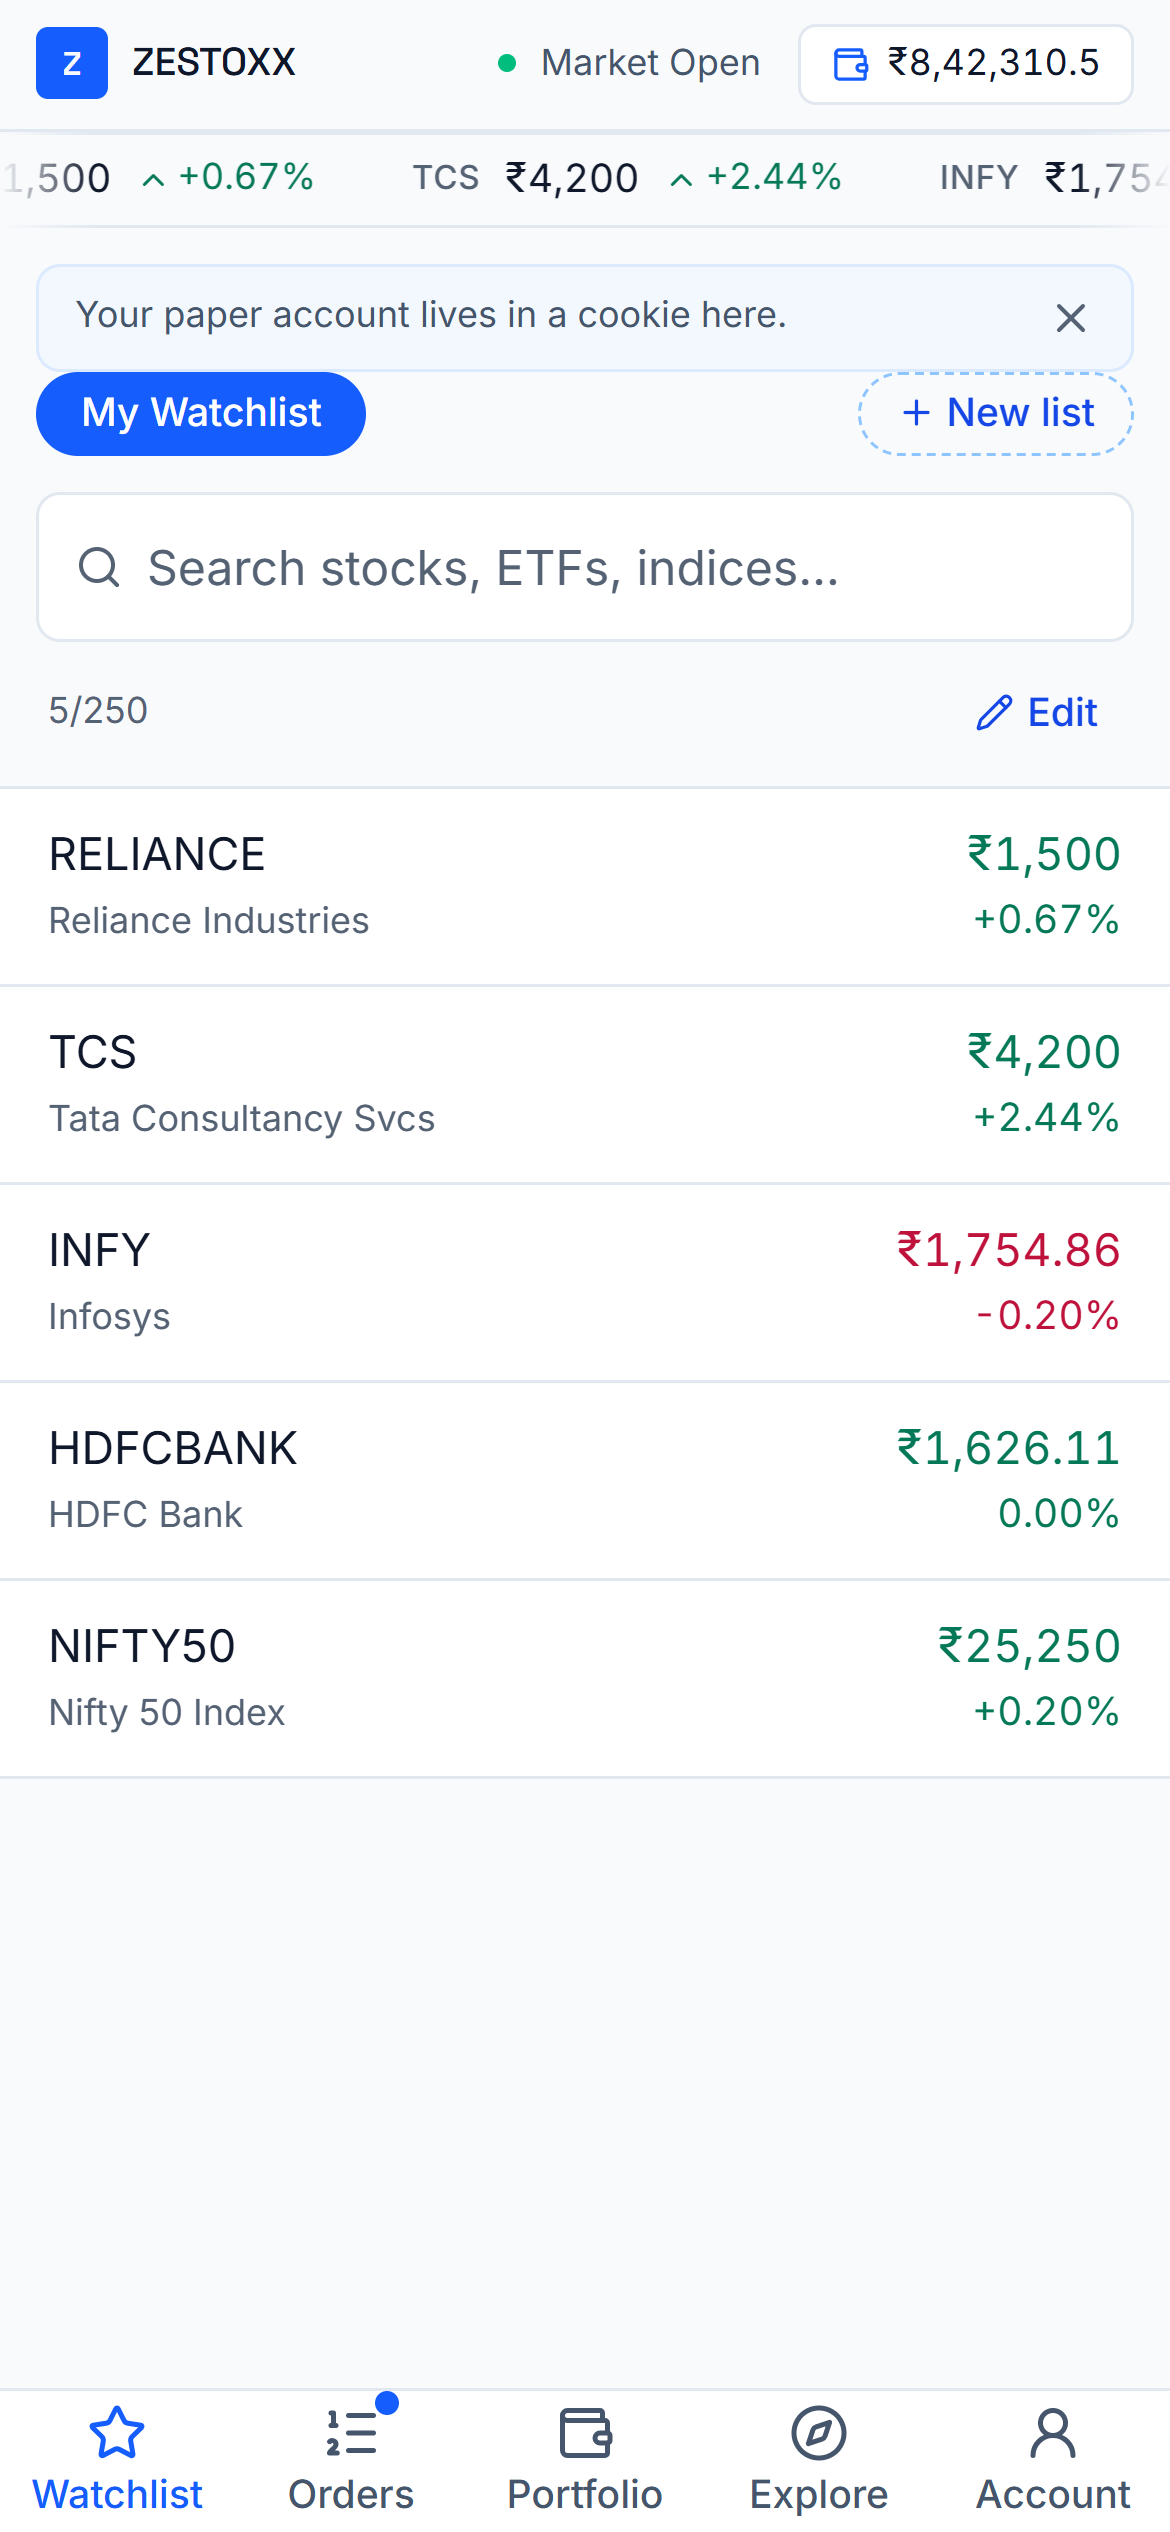 Z ZESTOXX Market Open ₹8,42,310.5
1,500 +0.67% TCS ₹4,200 +2.44% INFY ₹1,754
Your paper account lives in a cookie here.
My Watchlist + New list
Search stocks, ETFs, indices...
5/250 Edit
RELIANCE ₹1,500
Reliance Industries +0.67%
TCS ₹4,200
Tata Consultancy Svcs +2.44%
INFY ₹1,754.86
Infosys -0.20%
HDFCBANK ₹1,626.11
HDFC Bank 0.00%
NIFTY50 ₹25,250
Nifty 50 Index +0.20%
Watchlist Orders Portfolio Explore Account